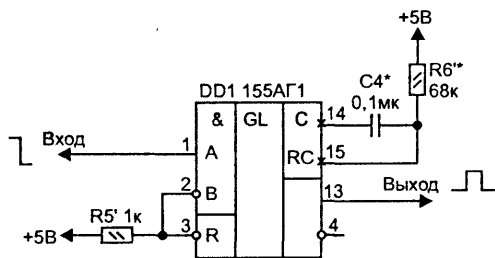 +5В
DD1 155АГ1
C4*
0,1мк
R6'*
68к
& GL C 14
RC 15
Вход 1 A
2 B
13 Выход
R5' 1к
+5В
3 R
4